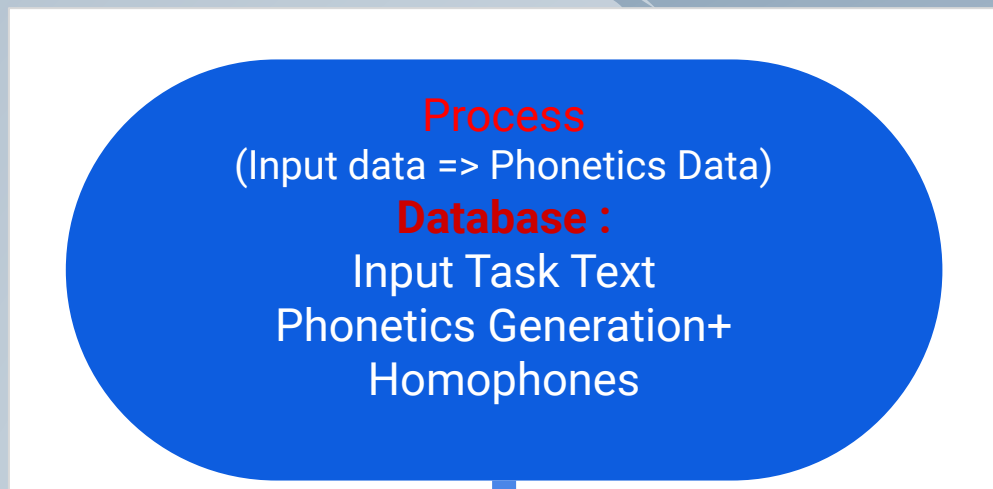 Process
(Input data => Phonetics Data)
Database :
Input Task Text
Phonetics Generation+
Homophones